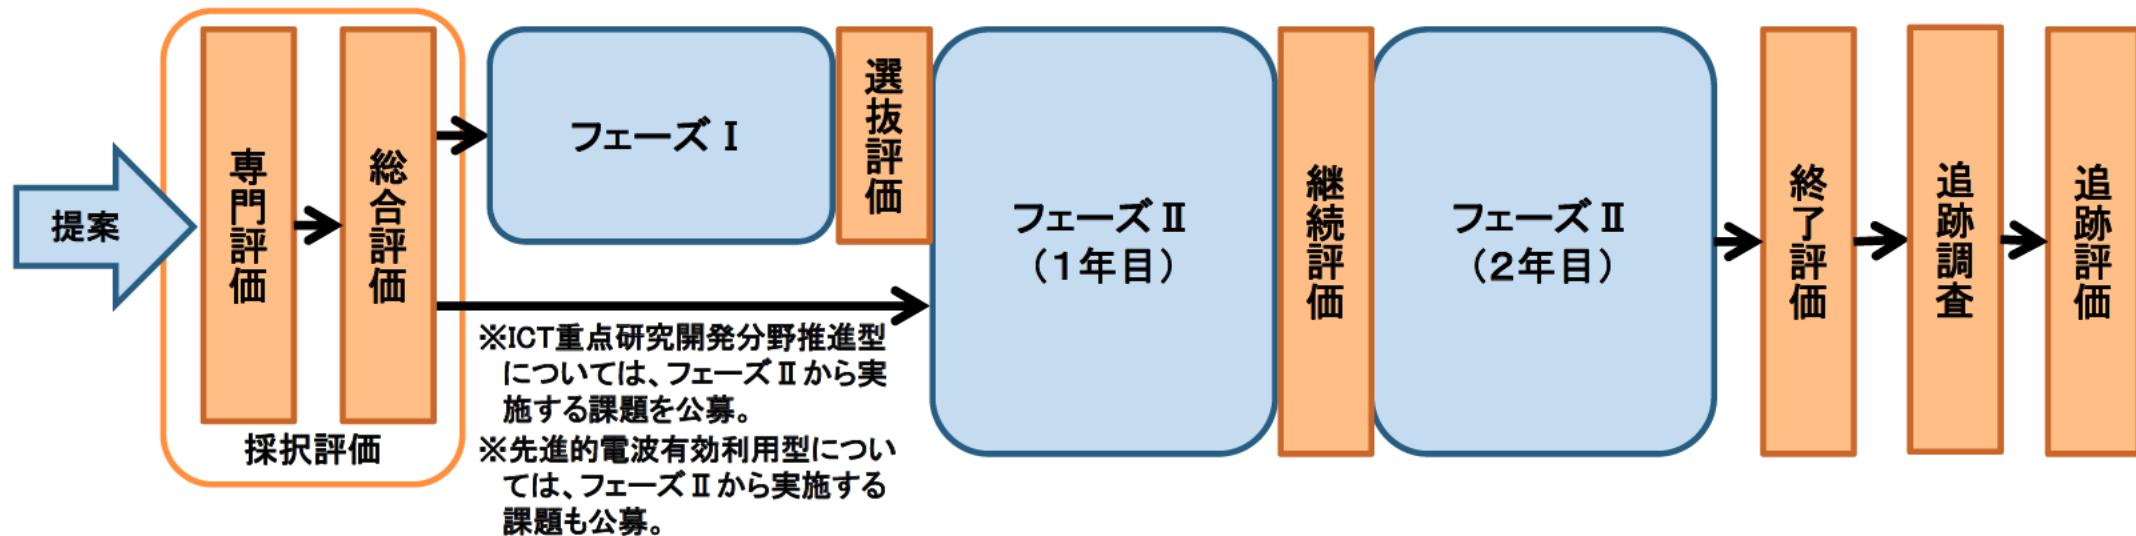 提案
専門評価
総合評価
採択評価
フェーズⅠ
選抜評価
※ICT重点研究開発分野推進型
については、フェーズⅡから実
施する課題を公募。
※先進的電波有効利用型につい
ては、フェーズⅡから実施する
課題も公募。
フェーズⅡ
（1年目）
継続評価
フェーズⅡ
（2年目）
終了評価
追跡調査
追跡評価